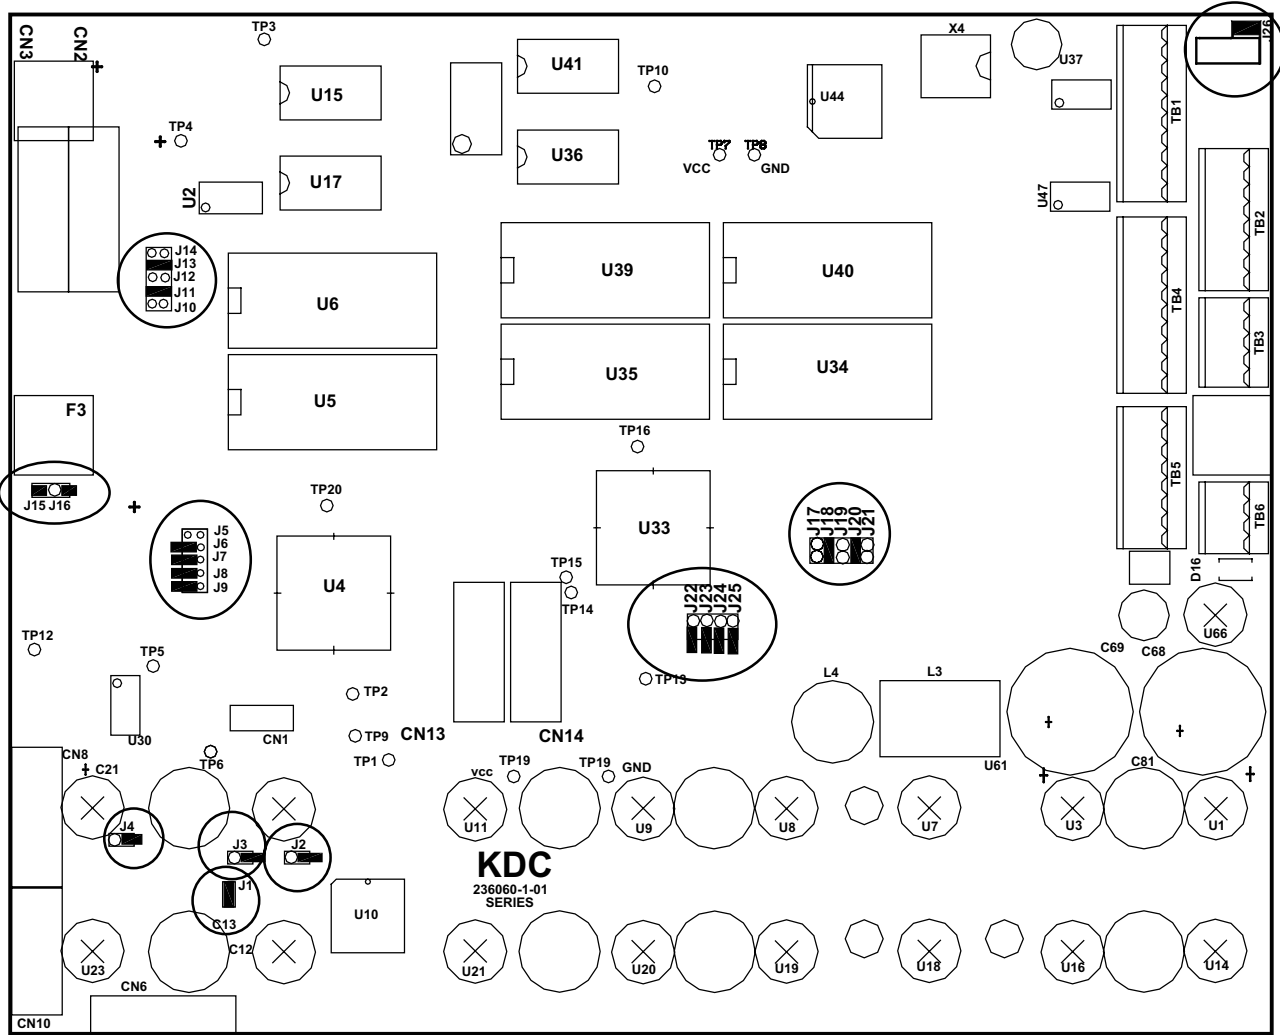 CN3
CN2
TP3
U15
U41
TP10
U44
X4
U37
J26
TB1
TP4
U17
U36
TP7
TP8
VCC
GND
U2
U47
TB2
J14
J13
J12
J11
J10
U6
U39
U40
TB4
TB3
U5
U35
U34
F3
TP16
TB5
J15 J16
TP20
U33
J17
J18
J19
J20
J21
TB6
J5
J6
J7
J8
J9
U4
TP15
TP14
J22
J23
J24
J25
D16
U66
TP12
TP5
TP2
TP13
L4
L3
C69
C68
U30
CN1
TP9
CN13
CN14
TP1
U61
CN8
C21
TP6
vcc
TP19
TP19
GND
C81
J4
J3
J2
U11
U9
U8
U7
U3
U1
J1
KDC
236060-1-01
SERIES
U10
C13
C12
U23
U21
U20
U19
U18
U16
U14
CN6
CN10